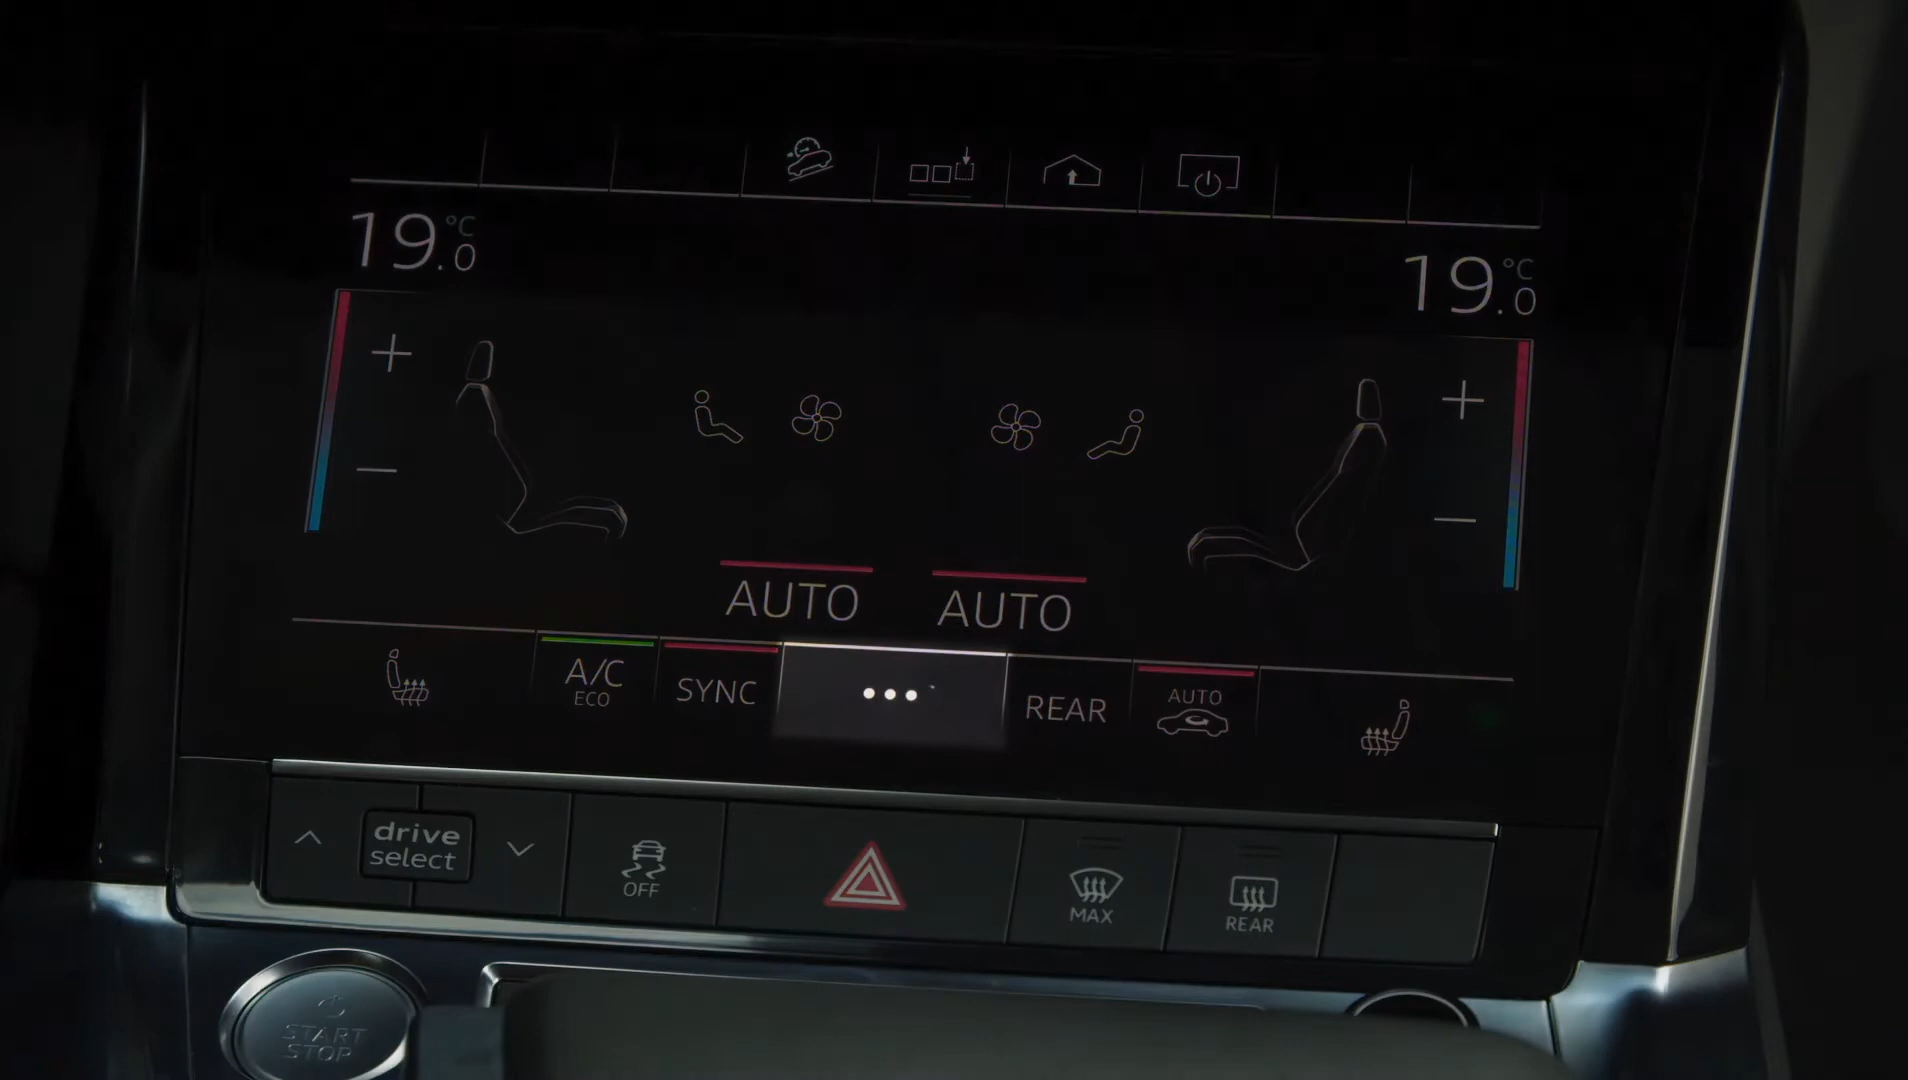 19.0 °C
19.0 °C
AUTO
AUTO
A/C
ECO
SYNC
REAR
AUTO
drive
select
OFF
MAX
REAR
START
STOP